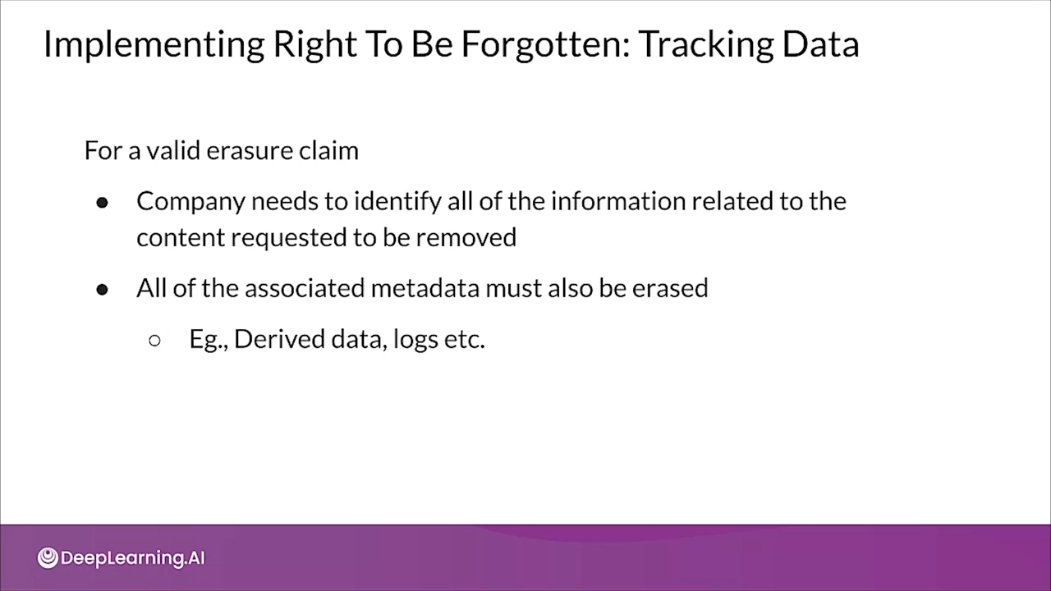 Implementing Right To Be Forgotten: Tracking Data
For a valid erasure claim
● Company needs to identify all of the information related to the
content requested to be removed
● All of the associated metadata must also be erased
○ Eg., Derived data, logs etc.
DeepLearning.AI